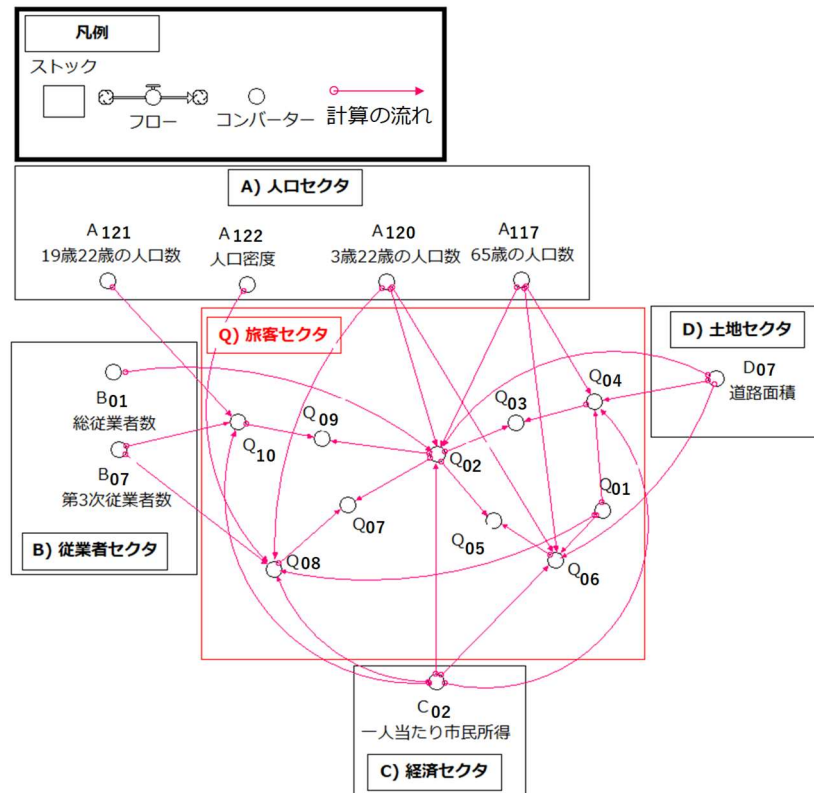 凡例
ストック
フロー
コンバーター
計算の流れ
A) 人口セクタ
A121
19歳22歳の人口数
A122
人口密度
A120
3歳22歳の人口数
A117
65歳の人口数
Q) 旅客セクタ
D) 土地セクタ
D07
道路面積
B01
総従業者数
B07
第3次従業者数
B) 従業者セクタ
Q04
Q03
Q09
Q10
Q02
Q01
Q07
Q05
Q08
Q06
C02
一人当たり市民所得
C) 経済セクタ